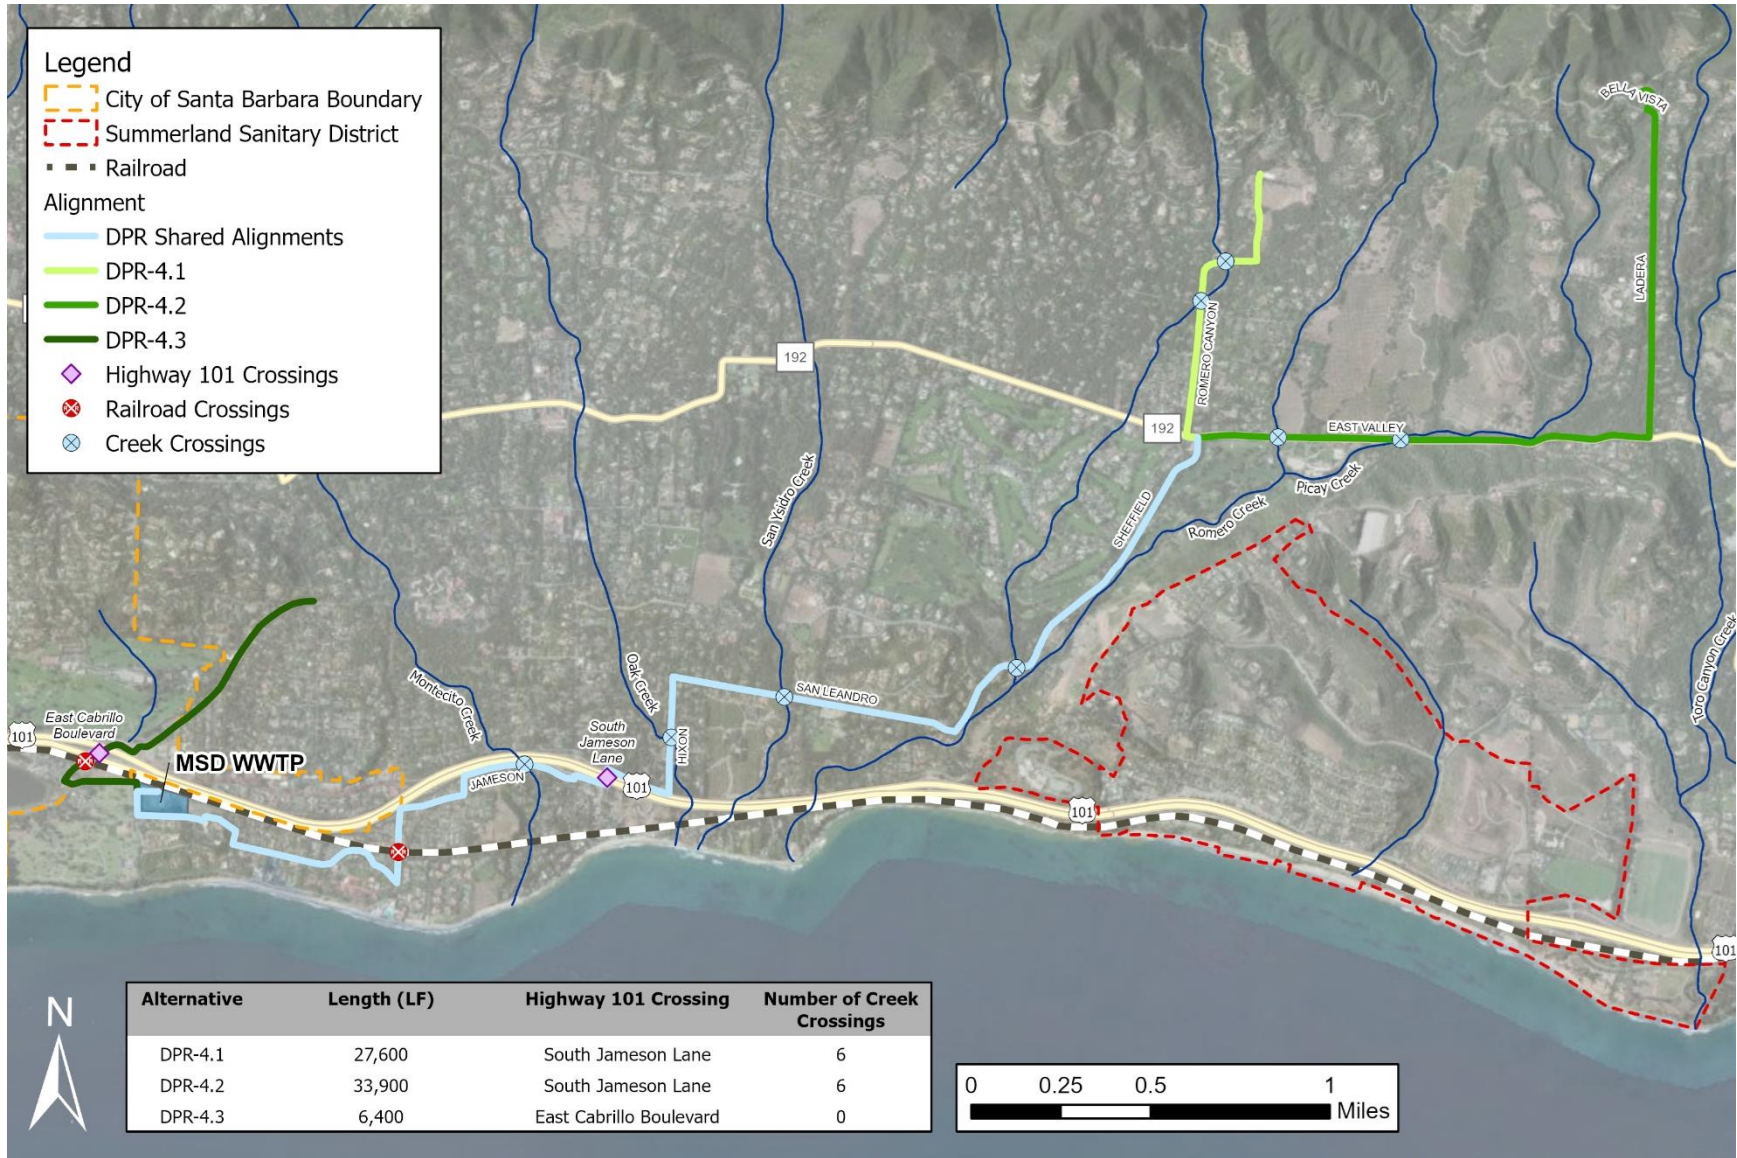 Legend
City of Santa Barbara Boundary
Summerland Sanitary District
Railroad
Alignment
DPR Shared Alignments
DPR-4.1
DPR-4.2
DPR-4.3
Highway 101 Crossings
Railroad Crossings
Creek Crossings
BELLA VISTA
LADERA
192
ROMERO CANYON
192
EAST VALLEY
San Ysidro Creek
Picay Creek
SHEFFIELD
Romero Creek
Toro Canyon Creek
Oak Creek
Montecito Creek
SAN LEANDRO
East Cabrillo
Boulevard
101
South
Jameson
Lane
HIXON
MSD WWTP
JAMESON
101
101
101
Alternative Length (LF) Highway 101 Crossing Number of Creek
Crossings
DPR-4.1 27,600 South Jameson Lane 6
DPR-4.2 33,900 South Jameson Lane 6
DPR-4.3 6,400 East Cabrillo Boulevard 0
N
0 0.25 0.5 1
Miles